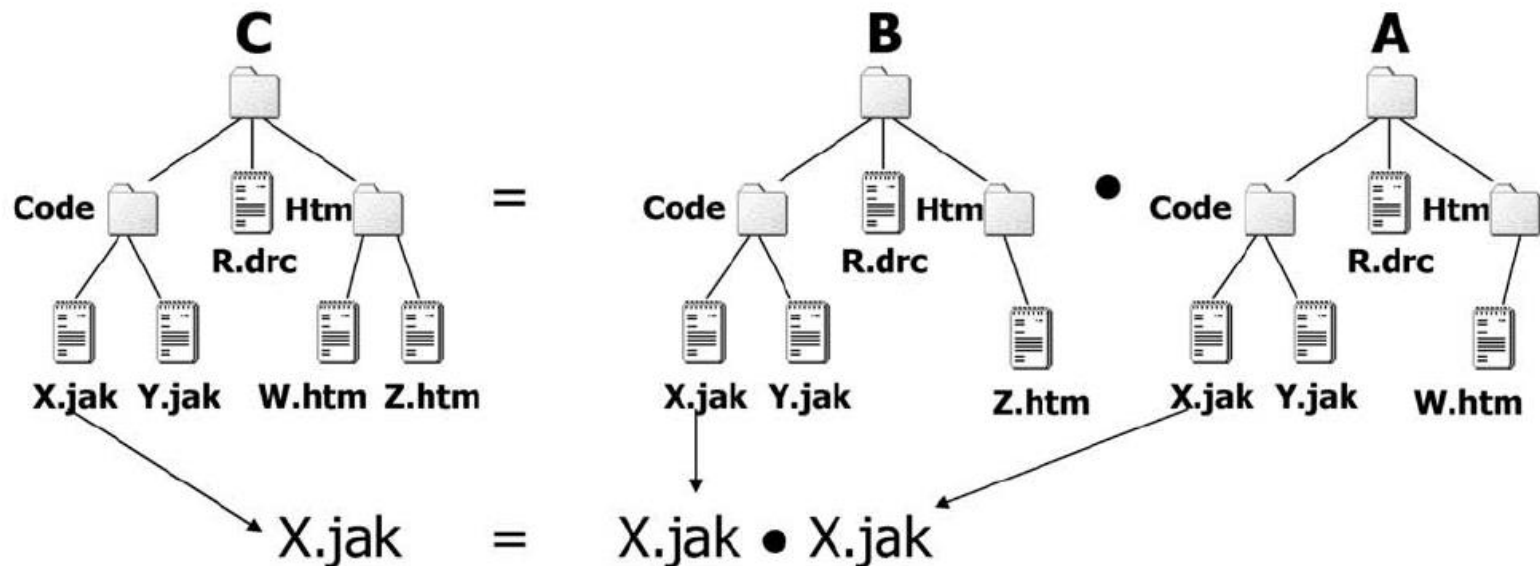 C B A
Code Htm = Code Htm • Code Htm
R.drc R.drc R.drc
X.jak Y.jak W.htm Z.htm X.jak Y.jak Z.htm X.jak Y.jak W.htm
X.jak = X.jak • X.jak